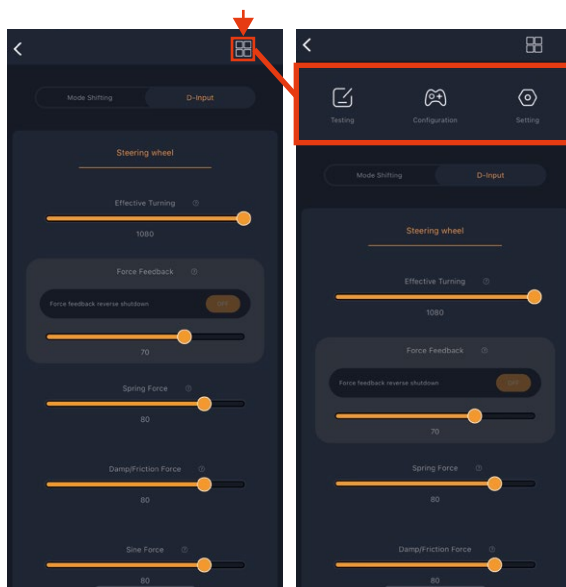 Mode Shifting D-Input
Steering wheel
Effective Turning
1080
Force Feedback
Force feedback reverse shutdown OFF
70
Spring Force
80
Damp/Friction Force
80
Sine Force
80
Testing Configuration Setting
Mode Shifting D-Input
Steering wheel
Effective Turning
1080
Force Feedback
Force feedback reverse shutdown OFF
70
Spring Force
80
Damp/Friction Force
80